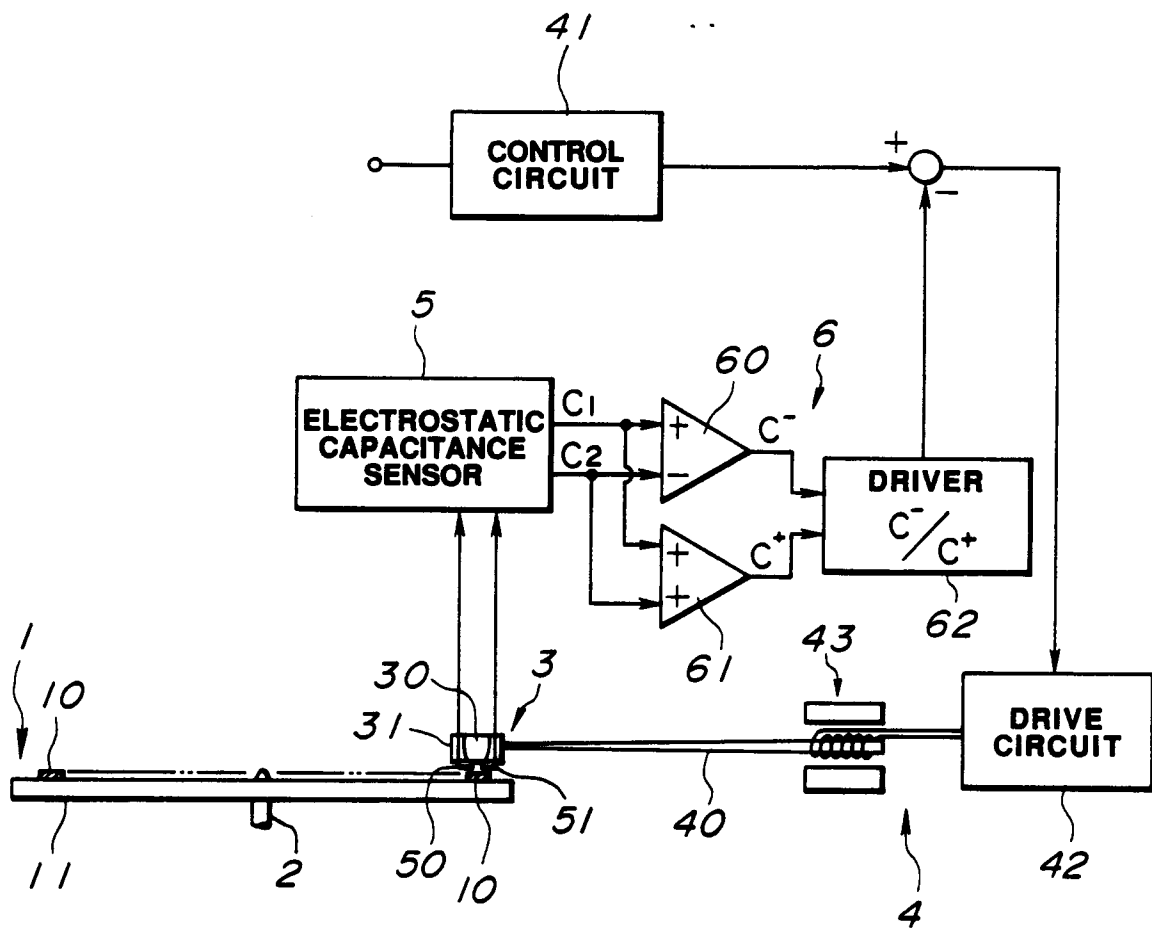 41
CONTROL
CIRCUIT
+
−
5
ELECTROSTATIC
CAPACITANCE
SENSOR
C1
C2
60
+
−
C⁻
6
DRIVER
C⁻/C⁺
62
+
+
C⁺
61
43
1
10
30
3
31
DRIVE
CIRCUIT
11
2
50
10
51
40
4
42